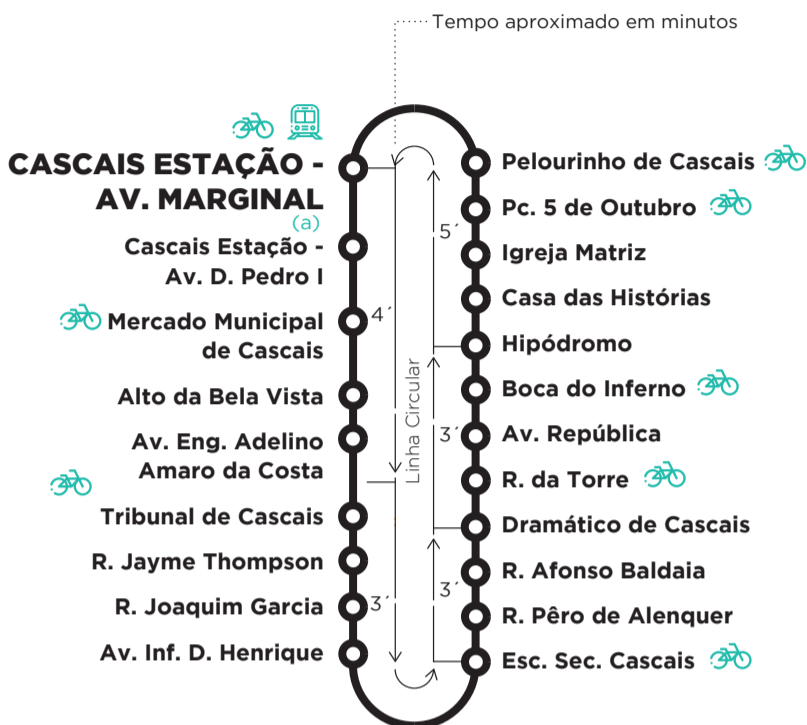 Tempo aproximado em minutos
CASCAIS ESTAÇÃO -
AV. MARGINAL
(a)
Cascais Estação -
Av. D. Pedro I
Mercado Municipal
de Cascais
Alto da Bela Vista
Av. Eng. Adelino
Amaro da Costa
Tribunal de Cascais
R. Jayme Thompson
R. Joaquim Garcia
Av. Inf. D. Henrique
4´
3´
Linha Circular
5´
3´
3´
Pelourinho de Cascais
Pc. 5 de Outubro
Igreja Matriz
Casa das Histórias
Hipódromo
Boca do Inferno
Av. República
R. da Torre
Dramático de Cascais
R. Afonso Baldaia
R. Pêro de Alenquer
Esc. Sec. Cascais